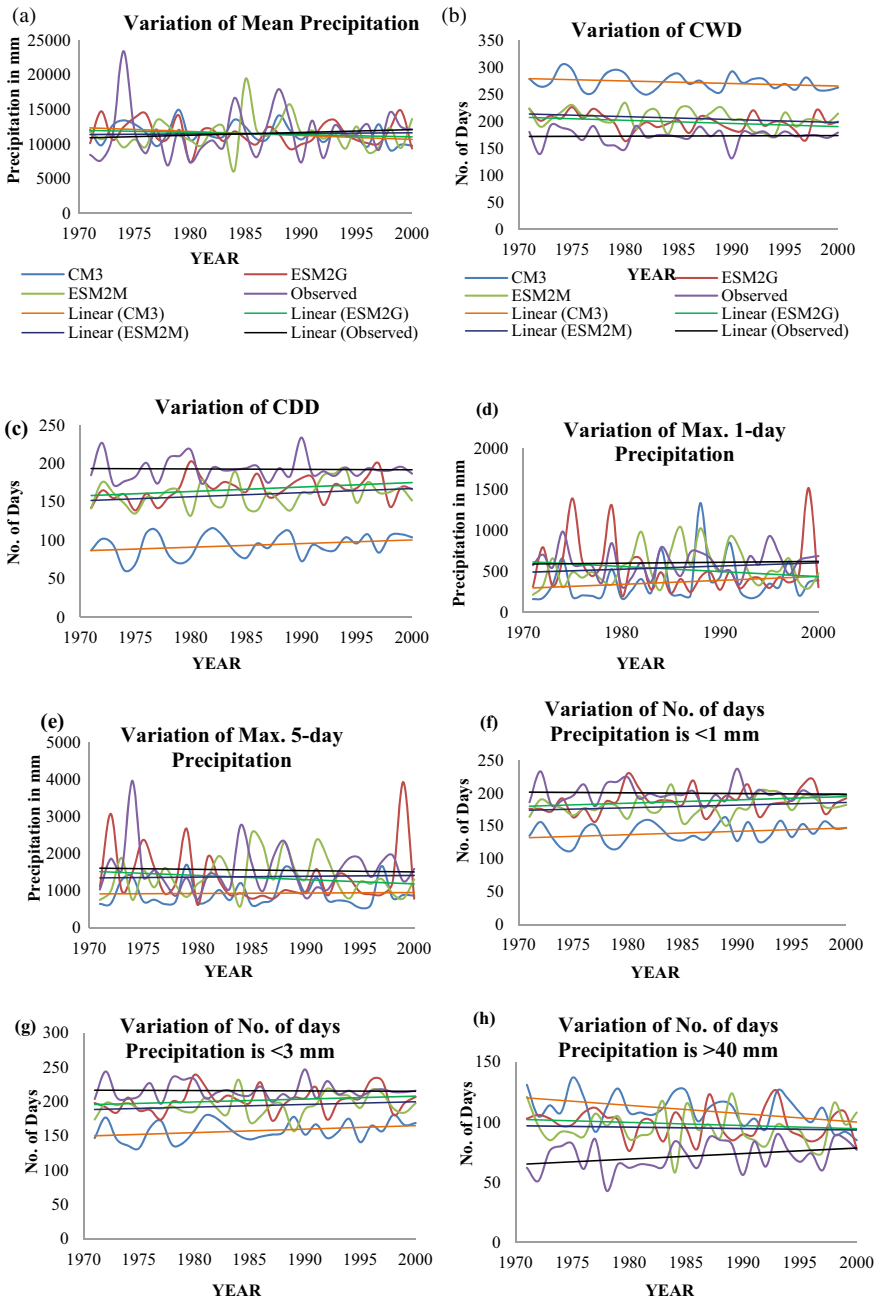 (a)
Variation of Mean Precipitation
25000
20000
15000
10000
5000
0
Precipitation in mm
1970 1975 1980 1985 1990 1995 2000
YEAR
CM3 ESM2G
ESM2M Observed
Linear (CM3) Linear (ESM2G)
Linear (ESM2M) Linear (Observed)
(b)
Variation of CWD
350
300
250
200
150
100
50
0
No. of Days
1970 1975 1980 1985 1990 1995 2000
YEAR
CM3 ESM2G
ESM2M Observed
Linear (CM3) Linear (ESM2G)
Linear (ESM2M) Linear (Observed)
(c)
Variation of CDD
250
200
150
100
50
0
No. of Days
1970 1975 1980 1985 1990 1995 2000
YEAR
(d)
Variation of Max. 1-day
Precipitation
2000
1500
1000
500
0
Precipitation in mm
1970 1980 1990 2000
YEAR
(e)
Variation of Max. 5-day
Precipitation
5000
4000
3000
2000
1000
0
Precipitation in mm
1970 1975 1980 1985 1990 1995 2000
YEAR
(f)
Variation of No. of days
Precipitation is <1 mm
250
200
150
100
50
0
No. of Days
1970 1975 1980 1985 1990 1995 2000
YEAR
(g)
Variation of No. of days
Precipitation is <3 mm
300
250
200
150
100
50
0
No. of Days
1970 1975 1980 1985 1990 1995 2000
YEAR
(h)
Variation of No. of days
Precipitation is >40 mm
150
100
50
0
No. of Days
1970 1975 1980 1985 1990 1995 2000
YEAR